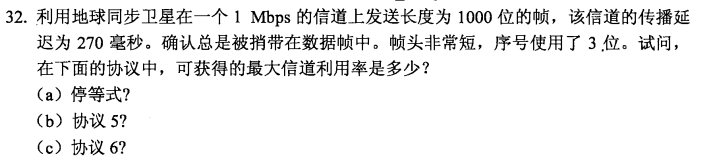 32. 利用地球同步卫星在一个 1 Mbps 的信道上发送长度为 1000 位的帧，该信道的传播延
迟为 270 毫秒。确认总是被捎带在数据帧中。帧头非常短，序号使用了 3 位。试问，
在下面的协议中，可获得的最大信道利用率是多少？
（a）停等式？
（b）协议 5？
（c）协议 6？